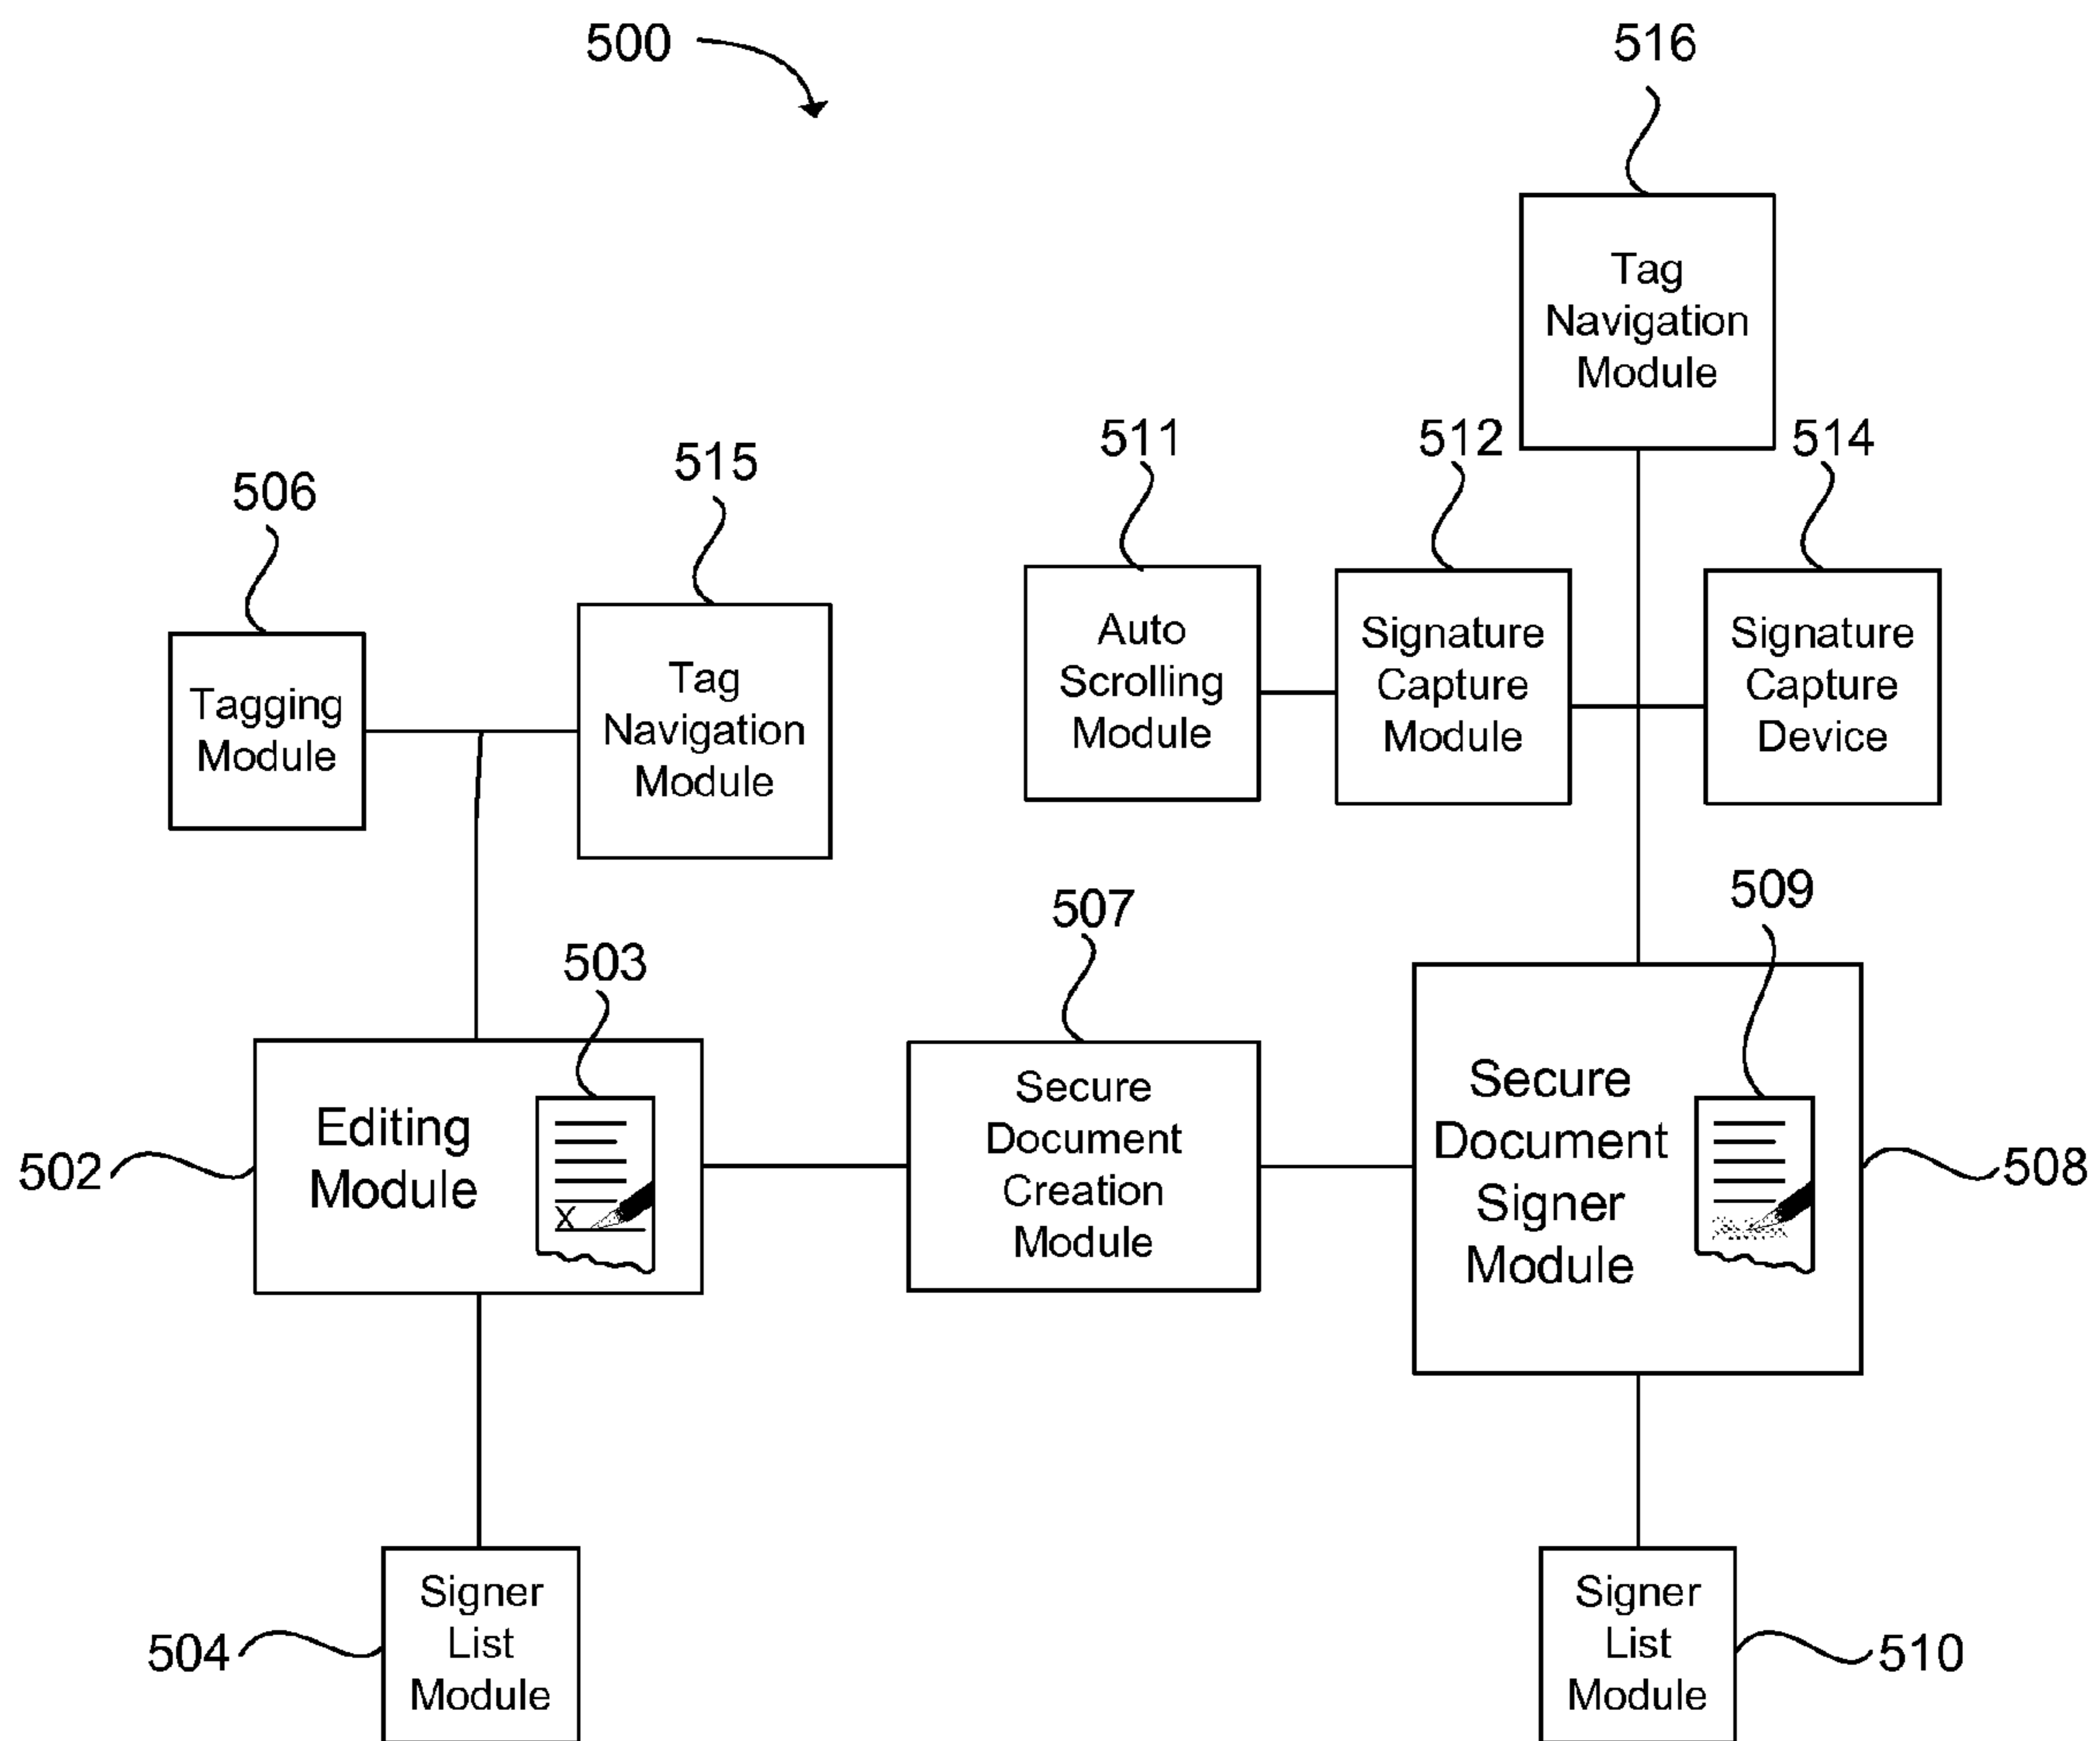 500
516
Tag
Navigation
Module
511
512
514
515
506
Auto
Scrolling
Module
Signature
Capture
Module
Signature
Capture
Device
Tagging
Module
Tag
Navigation
Module
509
507
503
502
Editing
Module
X
Secure
Document
Creation
Module
Secure
Document
Signer
Module
508
504
Signer
List
Module
Signer
List
Module
510